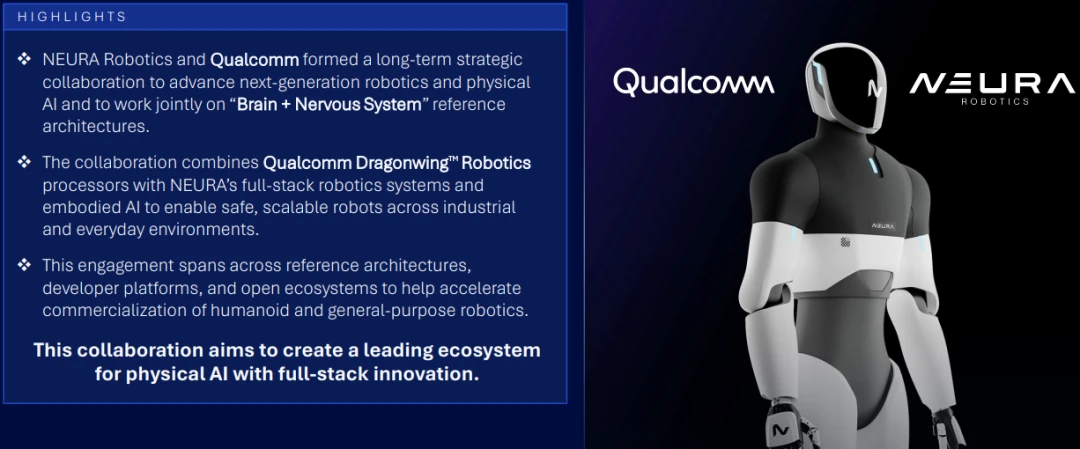 HIGHLIGHTS
❖ NEURA Robotics and Qualcomm formed a long-term strategic
collaboration to advance next-generation robotics and physical
AI and to work jointly on “Brain + Nervous System” reference
architectures.
❖ The collaboration combines Qualcomm Dragonwing™ Robotics
processors with NEURA’s full-stack robotics systems and
embodied AI to enable safe, scalable robots across industrial
and everyday environments.
❖ This engagement spans across reference architectures,
developer platforms, and open ecosystems to help accelerate
commercialization of humanoid and general-purpose robotics.
This collaboration aims to create a leading ecosystem
for physical AI with full-stack innovation.
Qualcomm
NEURA
ROBOTICS
N
NEURA
N